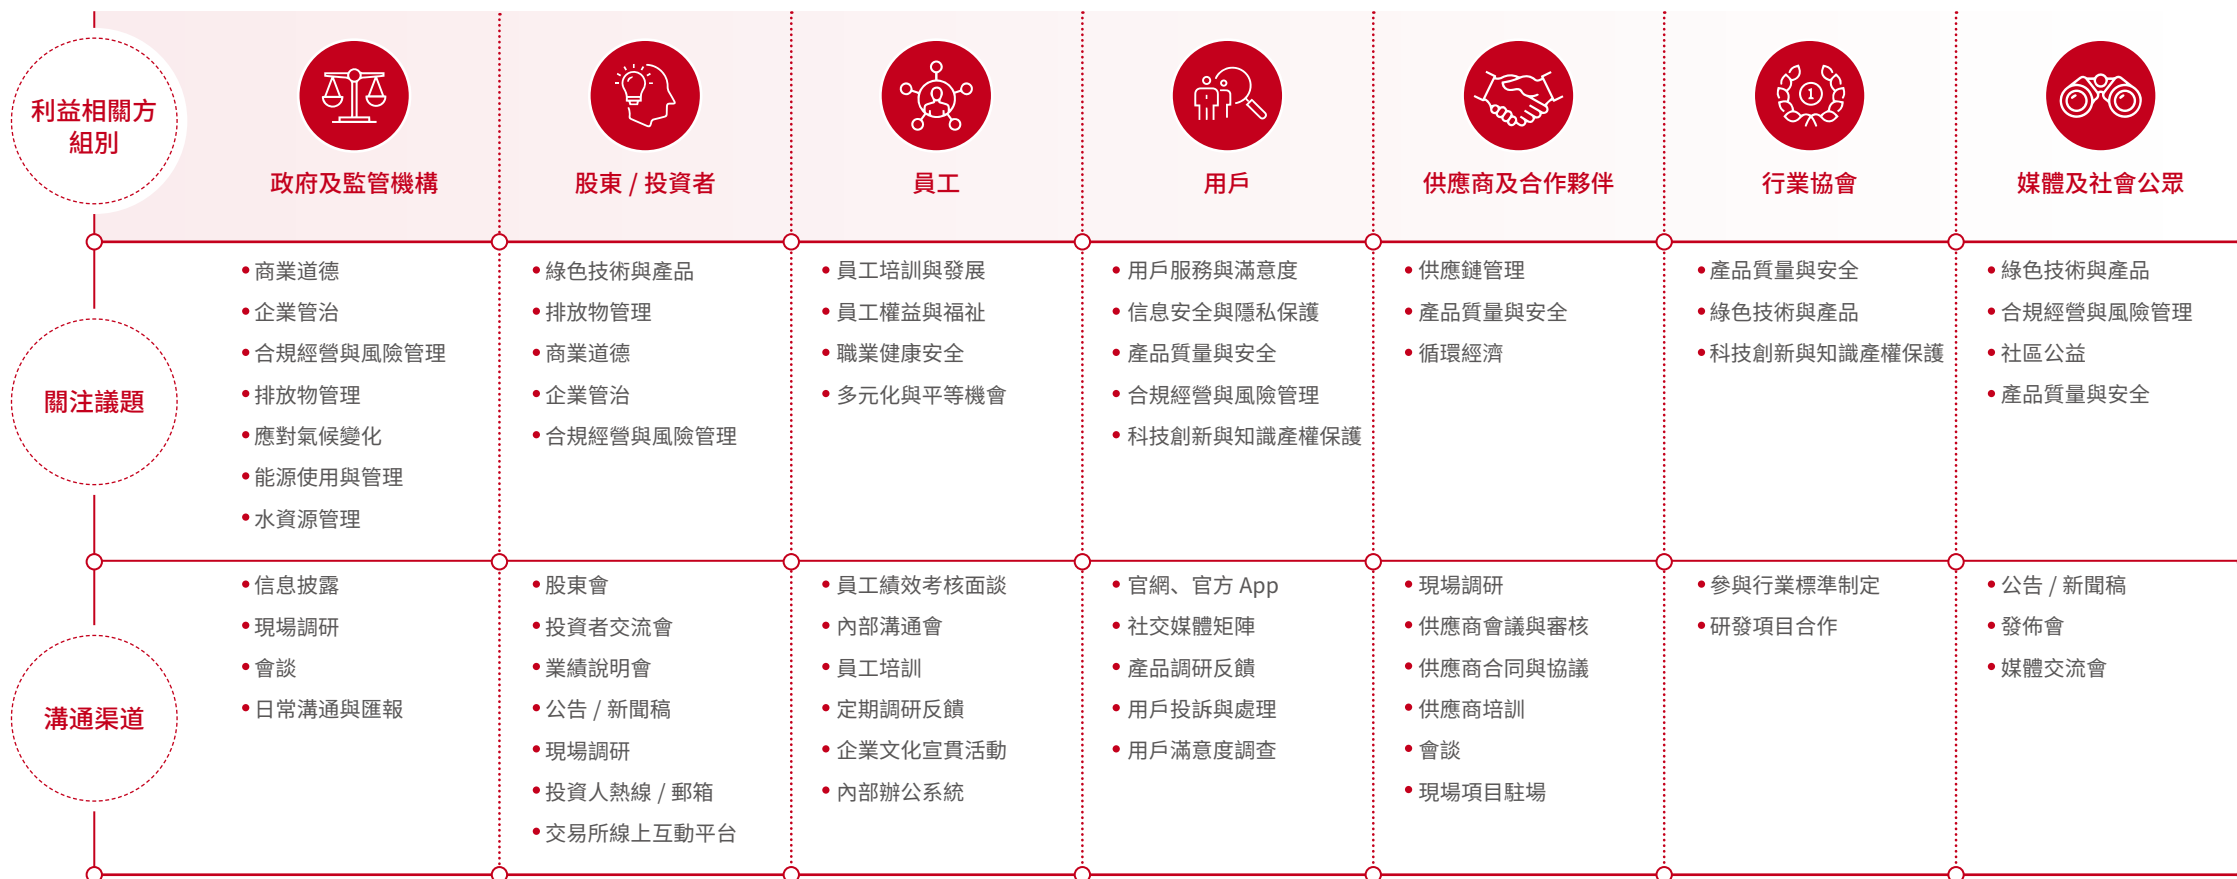 利益相關方
組別
政府及監管機構
股東 / 投資者
員工
用戶
供應商及合作夥伴
1
行業協會
媒體及社會公眾
關注議題
•商業道德
•企業管治
•合規經營與風險管理
•排放物管理
•應對氣候變化
•能源使用與管理
•水資源管理
•綠色技術與產品
•排放物管理
•商業道德
•企業管治
•合規經營與風險管理
•員工培訓與發展
•員工權益與福祉
•職業健康安全
•多元化與平等機會
•用戶服務與滿意度
•信息安全與隱私保護
•產品質量與安全
•合規經營與風險管理
•科技創新與知識產權保護
•供應鏈管理
•產品質量與安全
•循環經濟
•產品質量與安全
•綠色技術與產品
•科技創新與知識產權保護
•綠色技術與產品
•合規經營與風險管理
•社區公益
•產品質量與安全
溝通渠道
•信息披露
•現場調研
•會談
•日常溝通與匯報
•股東會
•投資者交流會
•業績說明會
•公告 / 新聞稿
•現場調研
•投資人熱線 / 郵箱
•交易所線上互動平台
•員工績效考核面談
•內部溝通會
•員工培訓
•定期調研反饋
•企業文化宣貫活動
•內部辦公系統
•官網、官方 App
•社交媒體矩陣
•產品調研反饋
•用戶投訴與處理
•用戶滿意度調查
•現場調研
•供應商會議與審核
•供應商合同與協議
•供應商培訓
•會談
•現場項目駐場
•參與行業標準制定
•研發項目合作
•公告 / 新聞稿
•發佈會
•媒體交流會